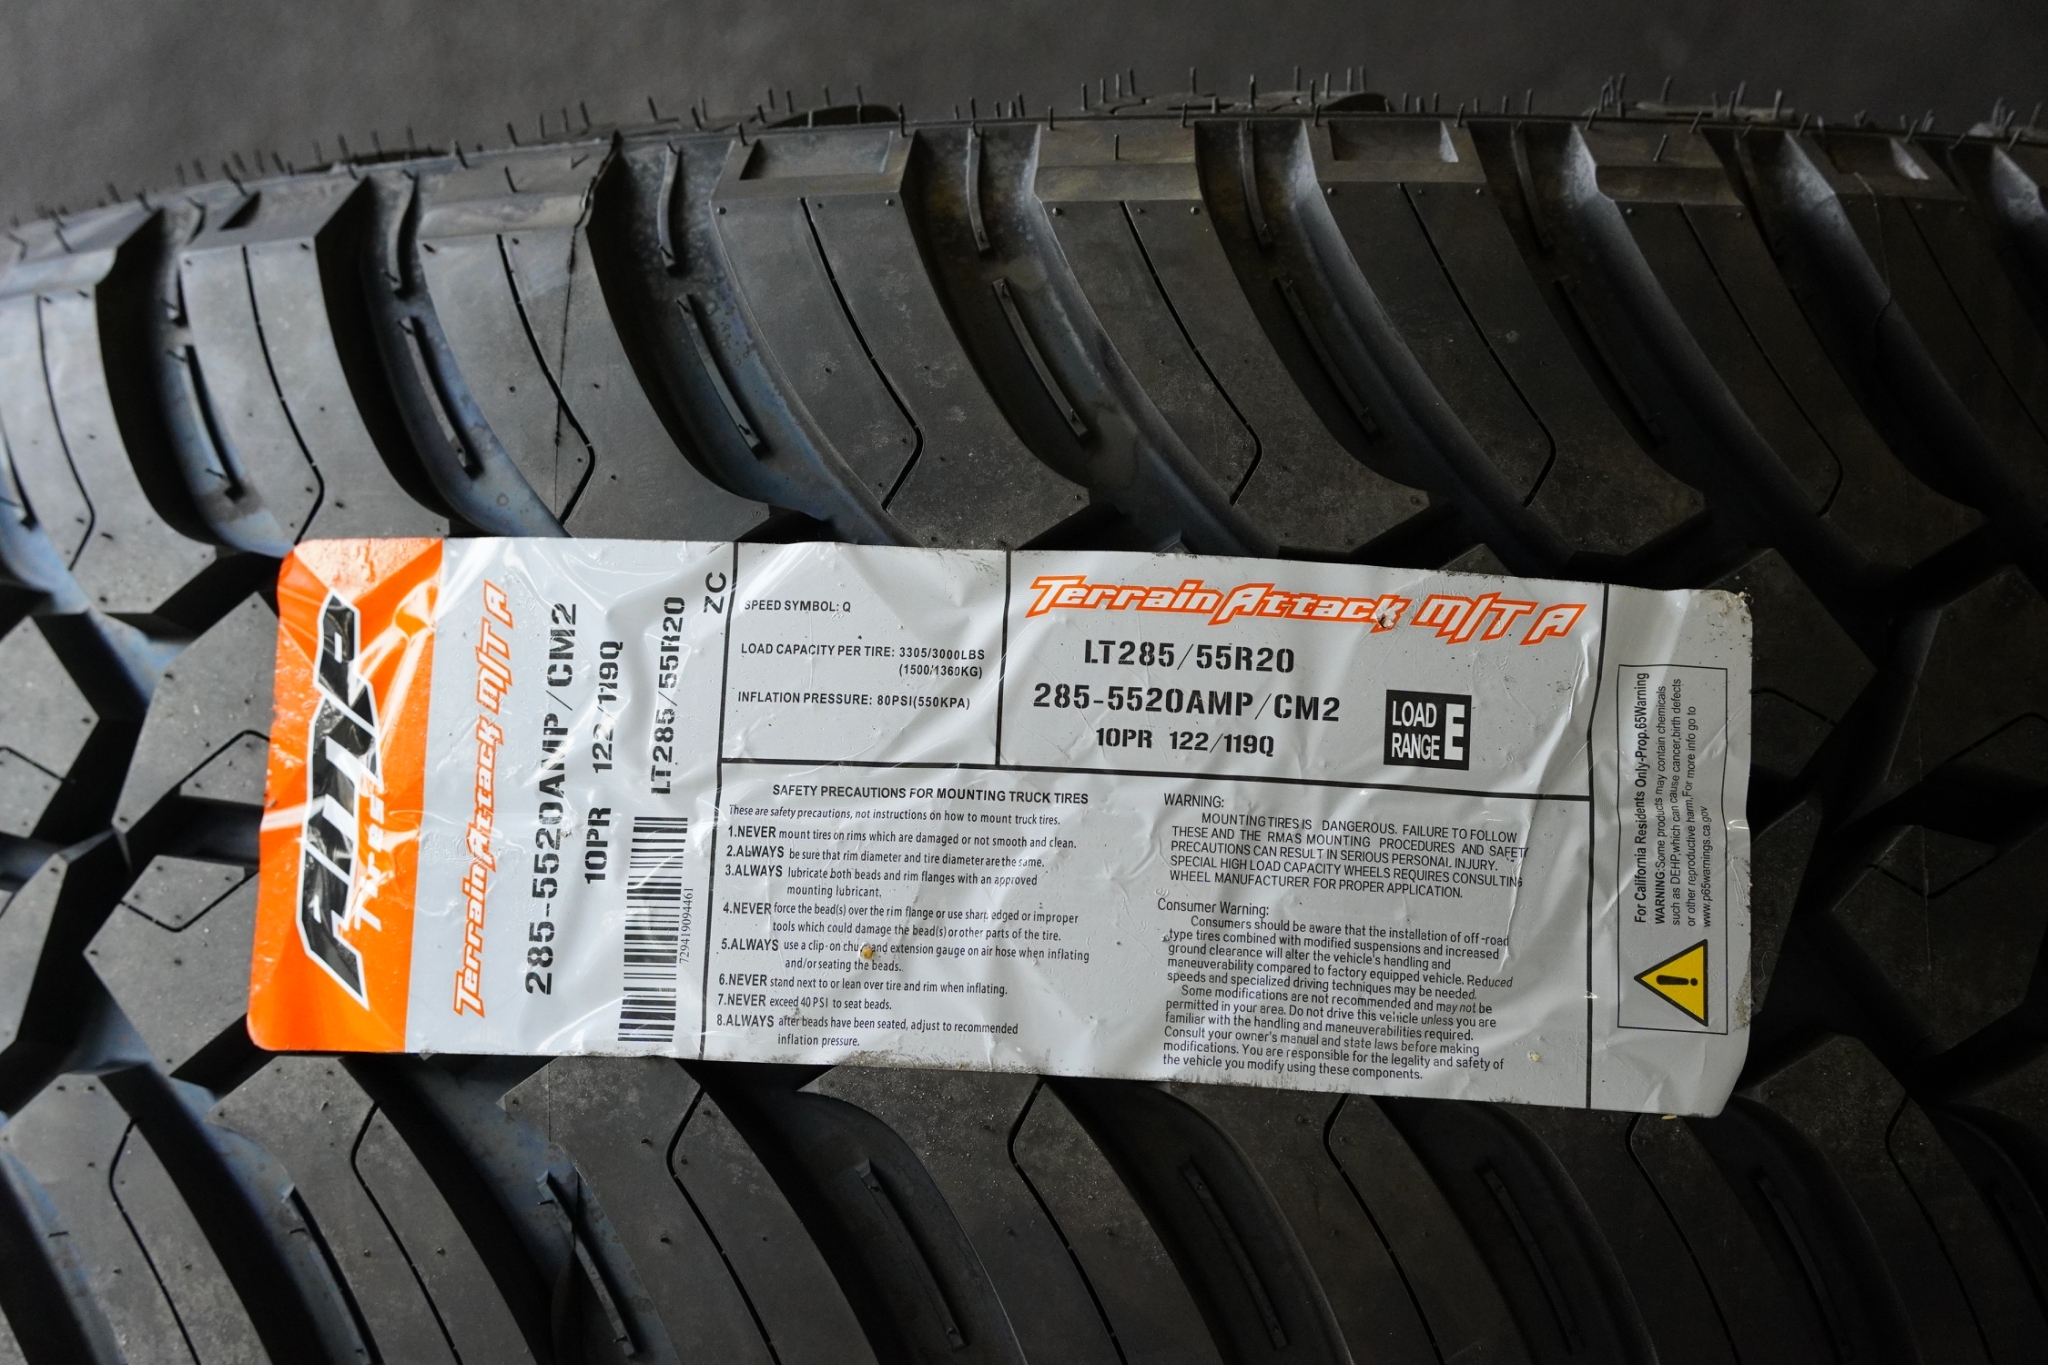 AMP
Tires
Terrain Attack M/T A
285-5520AMP/CM2
10PR 122/119Q
LT285/55R20
ZC
729419094461
SPEED SYMBOL: Q
LOAD CAPACITY PER TIRE: 3305/3000LBS
(1500/1360KG)
INFLATION PRESSURE: 80PSI(550KPA)
Terrain Attack M/T A
LT285/55R20
285-5520AMP/CM2
10PR 122/119Q
LOAD
RANGE E
SAFETY PRECAUTIONS FOR MOUNTING TRUCK TIRES
These are safety precautions, not instructions on how to mount truck tires.
1.NEVER mount tires on rims which are damaged or not smooth and clean.
2.ALWAYS be sure that rim diameter and tire diameter are the same.
3.ALWAYS lubricate both beads and rim flanges with an approved
mounting lubricant.
4.NEVER force the bead(s) over the rim flange or use sharp edged or improper
tools which could damage the bead(s) or other parts of the tire.
5.ALWAYS use a clip-on chuck and extension gauge on air hose when inflating
and/or seating the beads.
6.NEVER stand next to or lean over tire and rim when inflating.
7.NEVER exceed 40 PSI to seat beads.
8.ALWAYS after beads have been seated, adjust to recommended
inflation pressure.
WARNING:
MOUNTING TIRES IS DANGEROUS. FAILURE TO FOLLOW
THESE AND THE RMA'S MOUNTING PROCEDURES AND SAFETY
PRECAUTIONS CAN RESULT IN SERIOUS PERSONAL INJURY.
SPECIAL HIGH LOAD CAPACITY WHEELS REQUIRES CONSULTING
WHEEL MANUFACTURER FOR PROPER APPLICATION.
Consumer Warning:
Consumers should be aware that the installation of off-road
type tires combined with modified suspensions and increased
ground clearance will alter the vehicle's handling and
maneuverability compared to factory equipped vehicle. Reduced
speeds and specialized driving techniques may be needed.
Some modifications are not recommended and may not be
permitted in your area. Do not drive this vehicle unless you are
familiar with the handling and maneuverabilities required.
Consult your owner's manual and state laws before making
modifications. You are responsible for the legality and safety of
the vehicle you modify using these components.
For California Residents Only-Prop.65Warning
WARNING:Some products may contain chemicals
such as DEHP,which can cause cancer,birth defects
or other reproductive harm,For more info go to
www.p65warnings.ca.gov